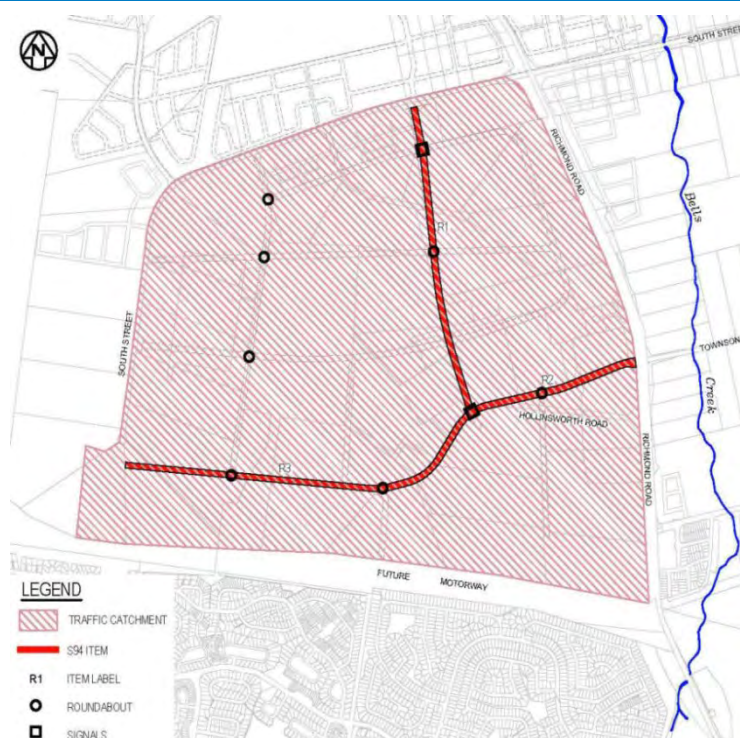 N
SOUTH STREE
RICHMOND ROAD
Bells
R1
SOUTH STREET
TOWNSON
R2
HOLLINSWORTH ROAD
Creek
RICHMOND ROAD
R3
FUTURE MOTORWAY
LEGEND
TRAFFIC CATCHMENT
S94 ITEM
R1 ITEM LABEL
ROUNDABOUT
SIGNALS